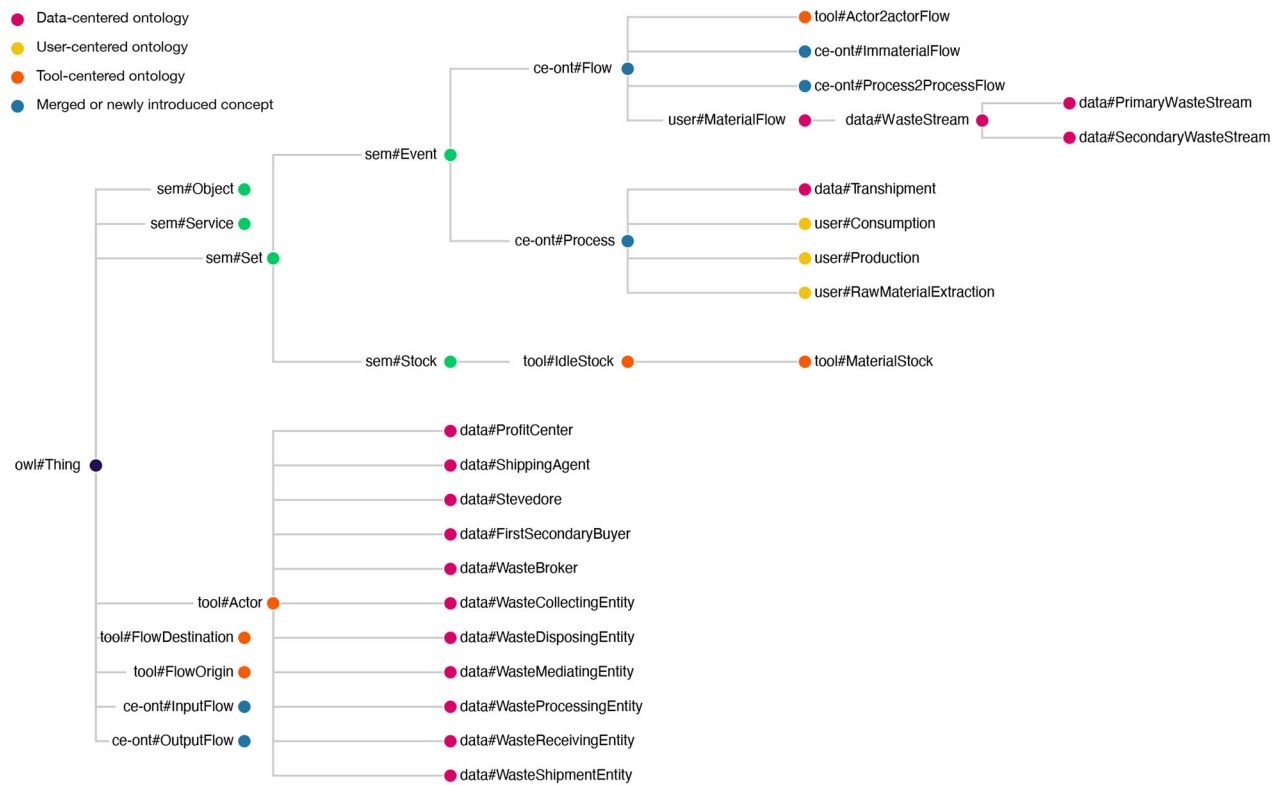 Data-centered ontology
User-centered ontology
Tool-centered ontology
Merged or newly introduced concept
tool#Actor2actorFlow
ce-ont#ImmaterialFlow
ce-ont#Flow
ce-ont#Process2ProcessFlow
data#PrimaryWasteStream
user#MaterialFlow
data#WasteStream
data#SecondaryWasteStream
sem#Event
sem#Object
data#Transhipment
sem#Service
user#Consumption
ce-ont#Process
sem#Set
user#Production
user#RawMaterialExtraction
sem#Stock
tool#IdleStock
tool#MaterialStock
data#ProfitCenter
owl#Thing
data#ShippingAgent
data#Stevedore
data#FirstSecondaryBuyer
data#WasteBroker
tool#Actor
data#WasteCollectingEntity
tool#FlowDestination
data#WasteDisposingEntity
tool#FlowOrigin
data#WasteMediatingEntity
ce-ont#InputFlow
data#WasteProcessingEntity
ce-ont#OutputFlow
data#WasteReceivingEntity
data#WasteShipmentEntity